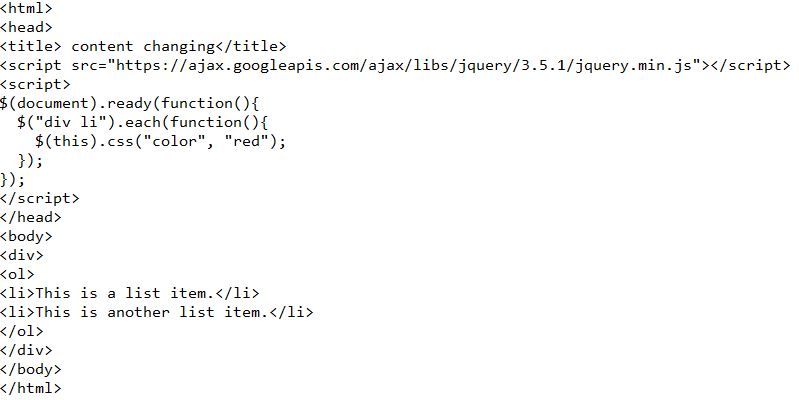 <html>
<head>
<title> content changing</title>
<script src="https://ajax.googleapis.com/ajax/libs/jquery/3.5.1/jquery.min.js"></script>
<script>
$(document).ready(function(){
  $("div li").each(function(){
    $(this).css("color", "red");
  });
});
</script>
</head>
<body>
<div>
<ol>
<li>This is a list item.</li>
<li>This is another list item.</li>
</ol>
</div>
</body>
</html>